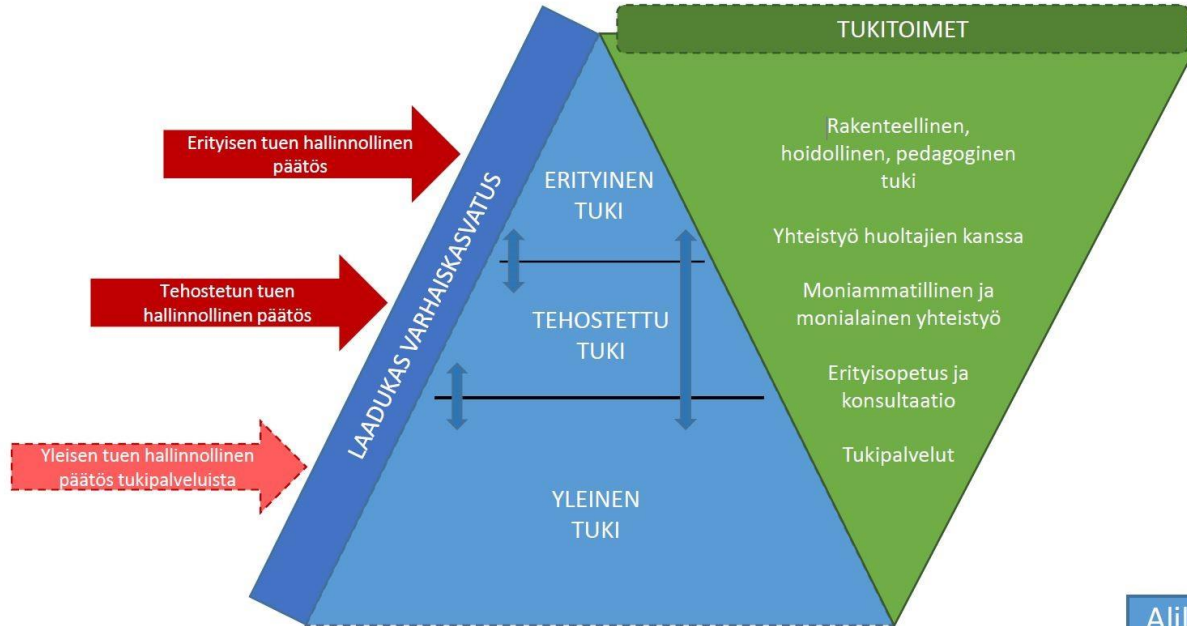 TUKITOIMET
Erityisen tuen hallinnollinen
päätös
Tehostetun tuen
hallinnollinen päätös
Yleisen tuen hallinnollinen
päätös tukipalveluista
LAADUKAS VARHAISKASVATUS
ERITYINEN
TUKI
TEHOSTETTU
TUKI
YLEINEN
TUKI
Rakenteellinen,
hoidollinen, pedagoginen
tuki
Yhteistyö huoltajien kanssa
Moniammatillinen ja
monialainen yhteistyö
Erityisopetus ja
konsultaatio
Tukipalvelut